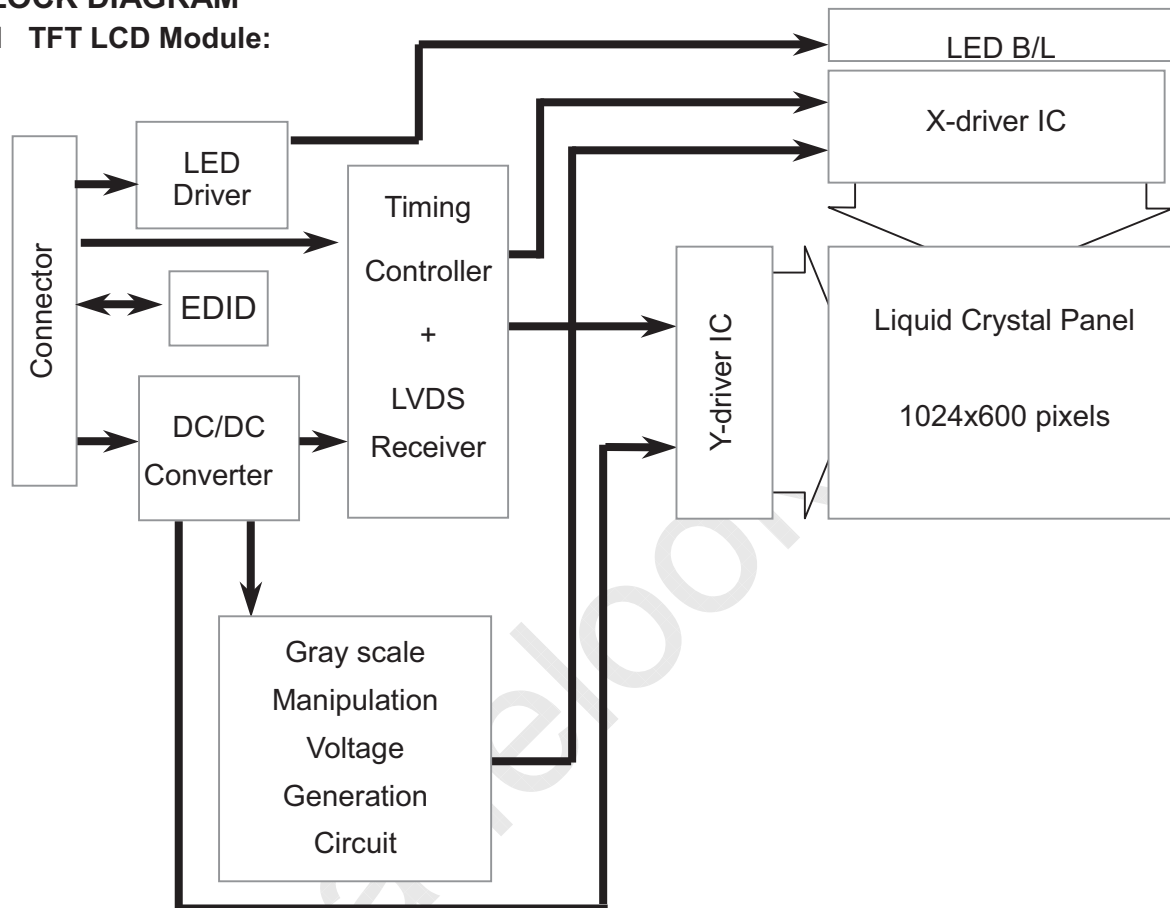 TFT LCD Module:
LED B/L
X-driver IC
LED
Driver
Connector
EDID
Timing
Controller
+
LVDS
Receiver
DC/DC
Converter
Y-driver IC
Liquid Crystal Panel
1024x600 pixels
Gray scale
Manipulation
Voltage
Generation
Circuit